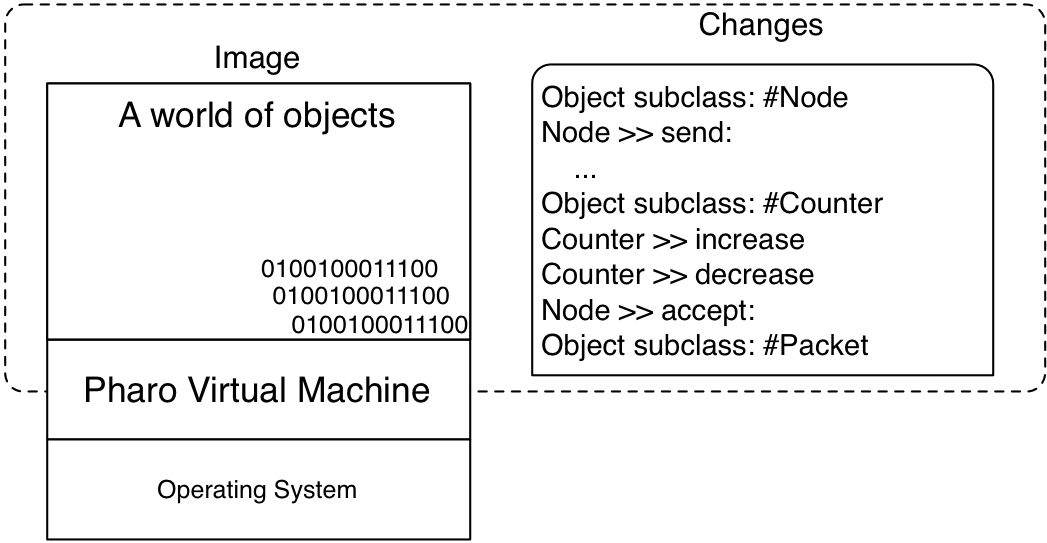 Image
A world of objects
0100100011100
0100100011100
0100100011100
Pharo Virtual Machine
Operating System
Changes
Object subclass: #Node
Node >> send:
...
Object subclass: #Counter
Counter >> increase
Counter >> decrease
Node >> accept:
Object subclass: #Packet